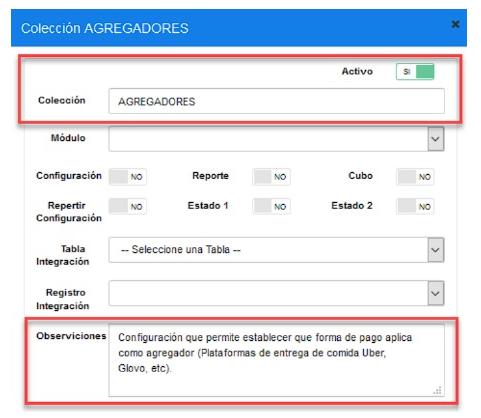 Colección AGREGADORES ×
Activo SI
Colección AGREGADORES
Módulo
Configuración NO Reporte NO Cubo NO
Repertir NO Estado 1 NO Estado 2 NO
Configuración
Tabla -- Seleccione una Tabla --
Integración
Registro
Integración
Observiciones Configuración que permite establecer que forma de pago aplica
como agregador (Plataformas de entrega de comida Uber,
Glovo, etc).